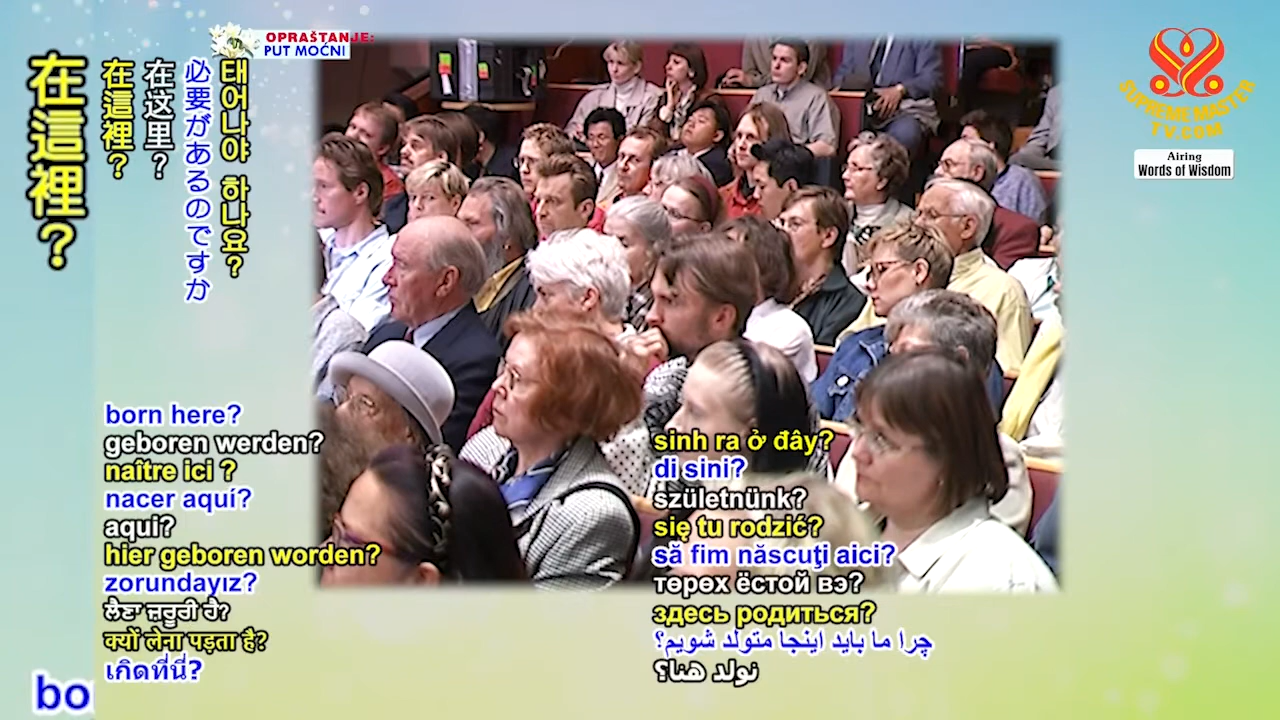 OPRAŠTANJE:
PUT MOĆNI
SUPREME MASTER
TV.COM
Airing
Words of Wisdom
在這裡？
在這裡？
在这里？
必要があるのですか
태어나야 하나요?
born here?
geboren werden?
naître ici ?
nacer aquí?
aqui?
hier geboren worden?
zorundayız?
ਲੈਣਾ ਜ਼ਰੂਰੀ ਹੈ?
क्यों लेना पड़ता है?
เกิดที่นี่?
sinh ra ở đây?
di sini?
születnünk?
się tu rodzić?
să fim născuţi aici?
төрөх ёстой вэ?
здесь родиться?
چرا ما باید اینجا متولد شویم؟
نولد هنا؟
bo